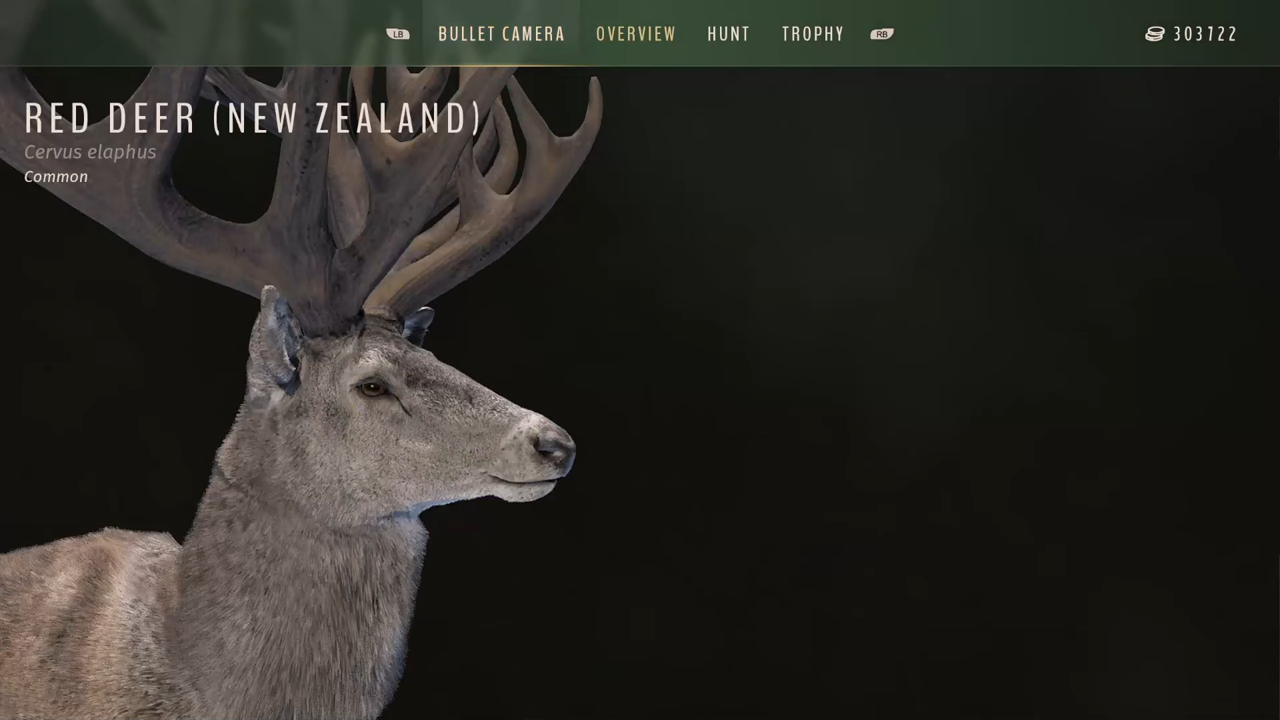 LB BULLET CAMERA OVERVIEW HUNT TROPHY RB 303722
RED DEER (NEW ZEALAND)
Cervus elaphus
Common